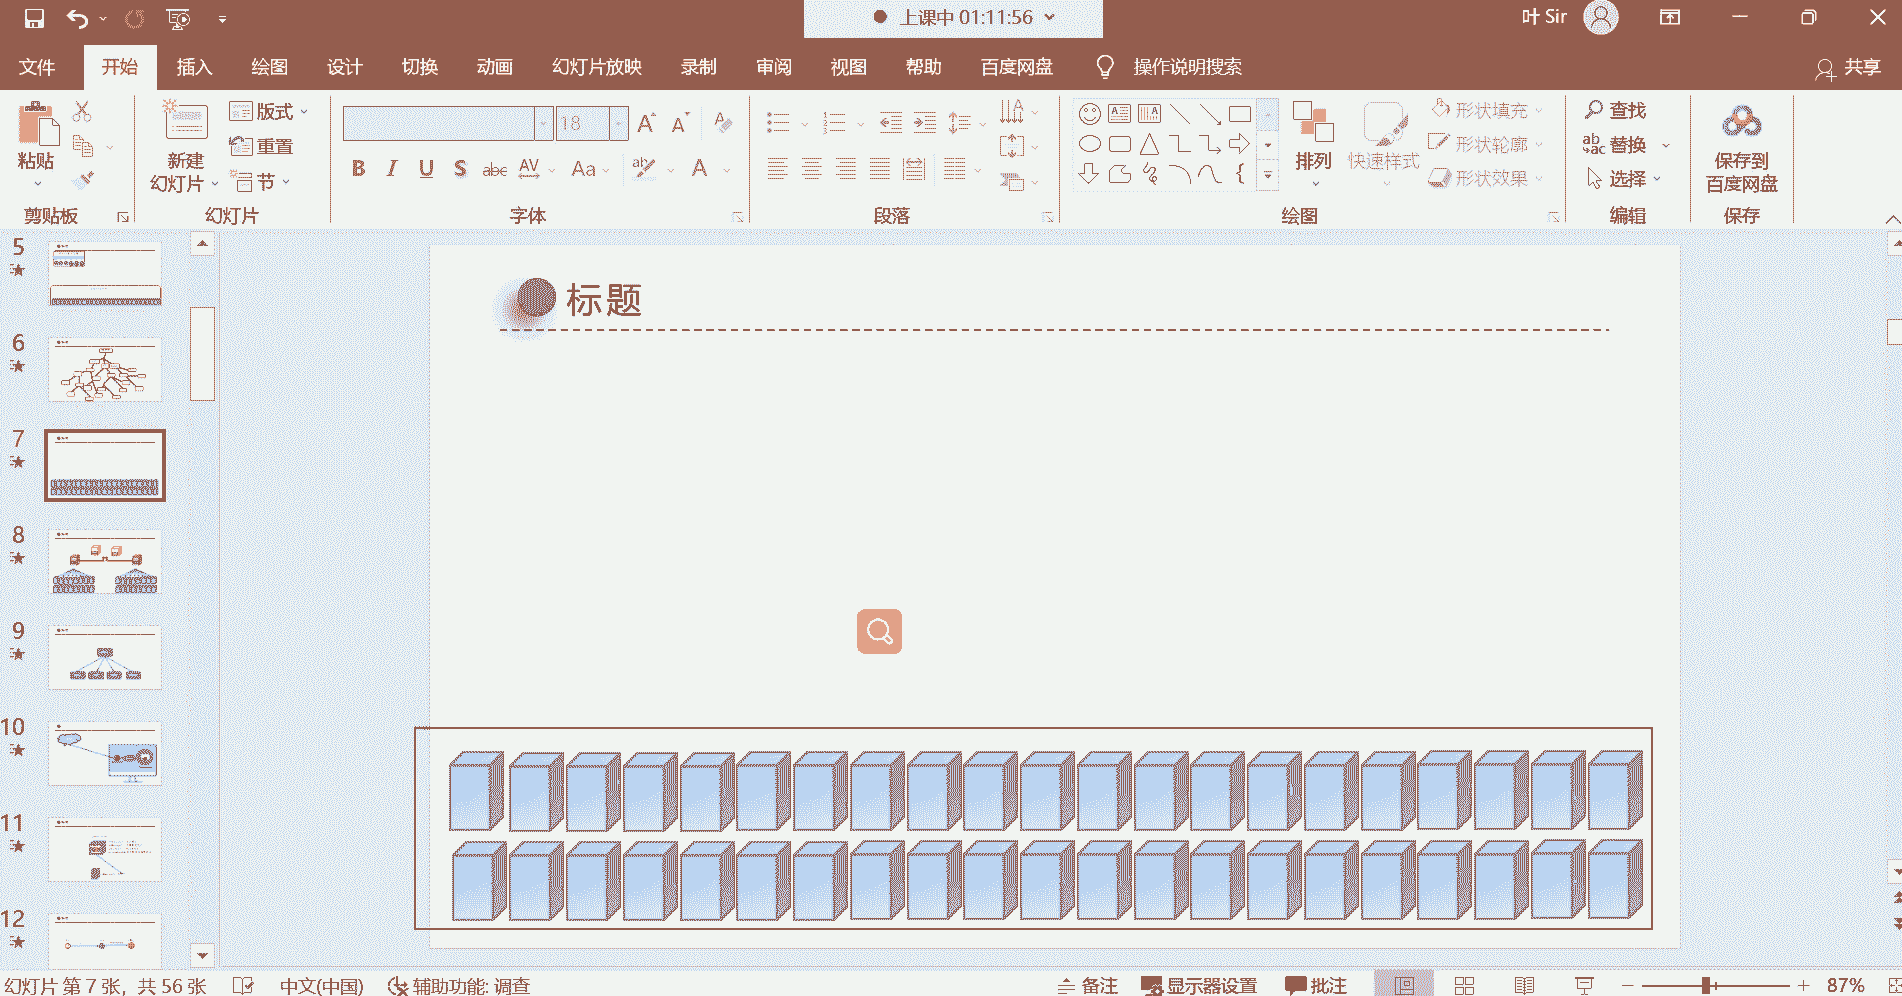 上课中 01:11:56
叶 Sir
文件 开始 插入 绘图 设计 切换 动画 幻灯片放映 录制 审阅 视图 帮助 百度网盘 操作说明搜索 共享
粘贴
剪贴板
新建
幻灯片
版式
重置
节
幻灯片
18
B I U S abc AV Aa A
字体
段落
排列
快速样式
形状填充
形状轮廓
形状效果
绘图
查找
替换
选择
编辑
保存到
百度网盘
保存
5
6
7
8
9
10
11
12
标题
幻灯片 第 7 张，共 56 张 中文(中国) 辅助功能: 调查 备注 显示器设置 批注 87%